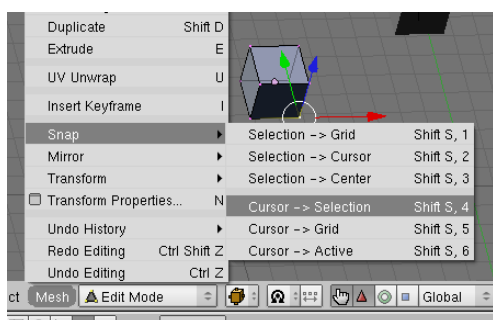 Duplicate Shift D
Extrude E
UV Unwrap U
Insert Keyframe I
Snap
Mirror
Transform
Transform Properties... N
Undo History
Redo Editing Ctrl Shift Z
Undo Editing Ctrl Z
Selection -> Grid Shift S, 1
Selection -> Cursor Shift S, 2
Selection -> Center Shift S, 3
Cursor -> Selection Shift S, 4
Cursor -> Grid Shift S, 5
Cursor -> Active Shift S, 6
ct Mesh Edit Mode Global